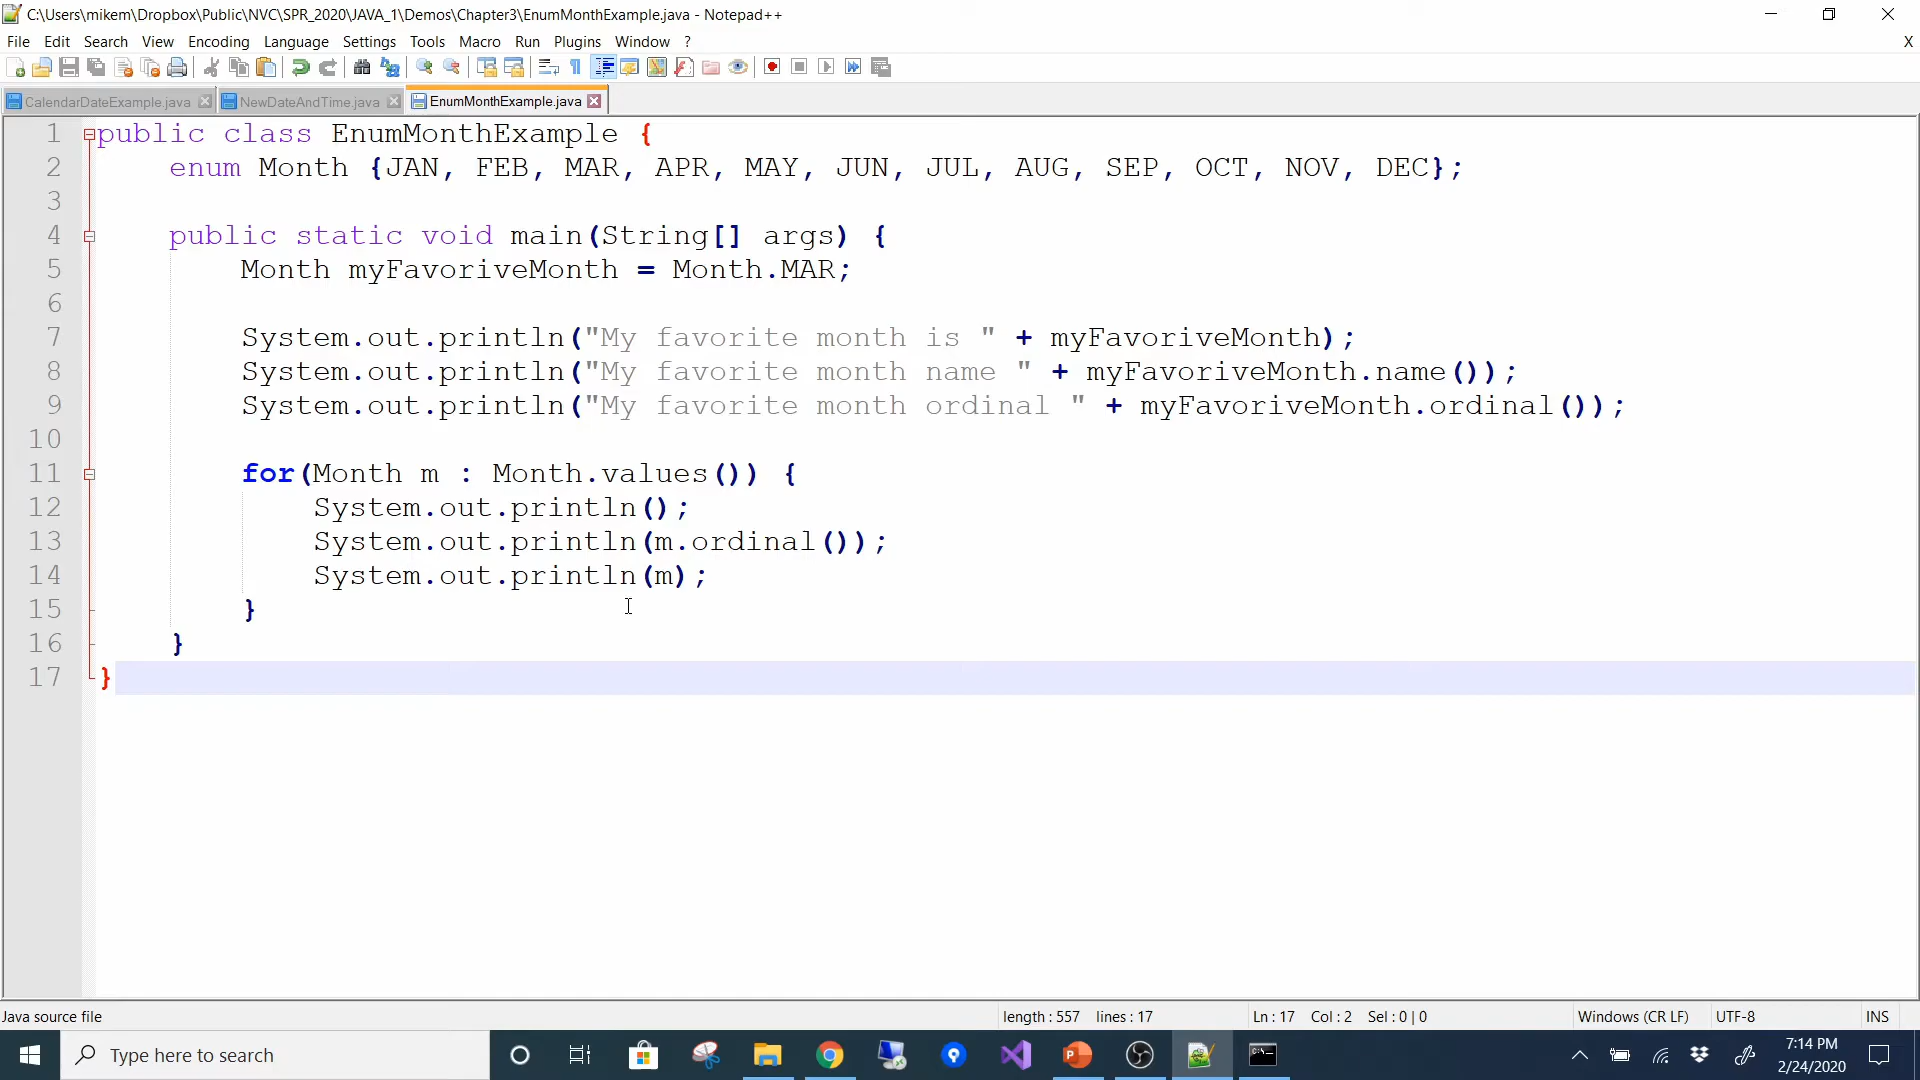 C:\Users\mikem\Dropbox\Public\NVC\SPR_2020\JAVA_1\Demos\Chapter3\EnumMonthExample.java - Notepad++
File Edit Search View Encoding Language Settings Tools Macro Run Plugins Window ? X
CalendarDateExample.java NewDateAndTime.java EnumMonthExample.java
1 public class EnumMonthExample {
2 enum Month {JAN, FEB, MAR, APR, MAY, JUN, JUL, AUG, SEP, OCT, NOV, DEC};
3
4 public static void main(String[] args) {
5 Month myFavoriveMonth = Month.MAR;
6
7 System.out.println("My favorite month is " + myFavoriveMonth);
8 System.out.println("My favorite month name " + myFavoriveMonth.name());
9 System.out.println("My favorite month ordinal " + myFavoriveMonth.ordinal());
10
11 for(Month m : Month.values()) {
12 System.out.println();
13 System.out.println(m.ordinal());
14 System.out.println(m);
15 }
16 }
17 }
Java source file length : 557 lines : 17 Ln : 17 Col : 2 Sel : 0 | 0 Windows (CR LF) UTF-8 INS
Type here to search
7:14 PM
2/24/2020